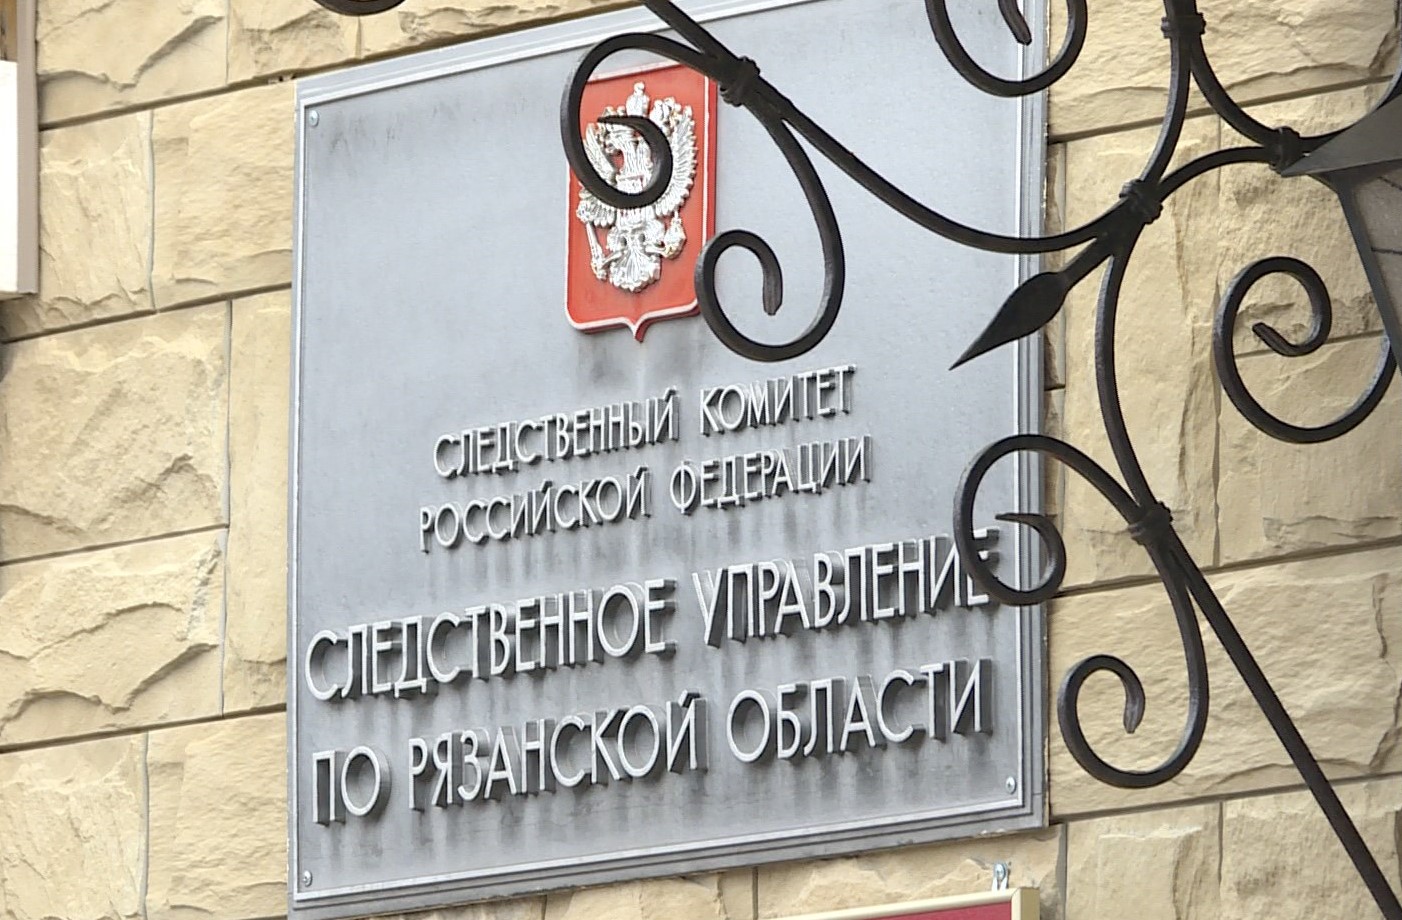 СЛЕДСТВЕННЫЙ КОМИТЕТ
РОССИЙСКОЙ ФЕДЕРАЦИИ
СЛЕДСТВЕННОЕ УПРАВЛЕНИЕ
ПО РЯЗАНСКОЙ ОБЛАСТИ